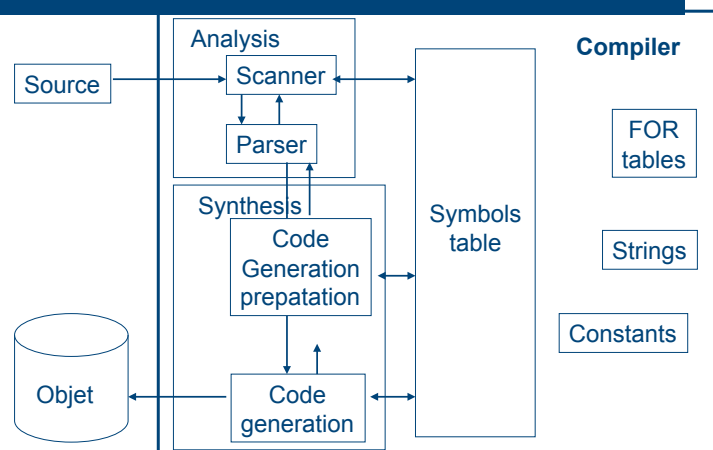 Analysis
Compiler
Source
Scanner
FOR
tables
Parser
Synthesis
Symbols
table
Code
Generation
prepatation
Strings
Constants
Objet
Code
generation